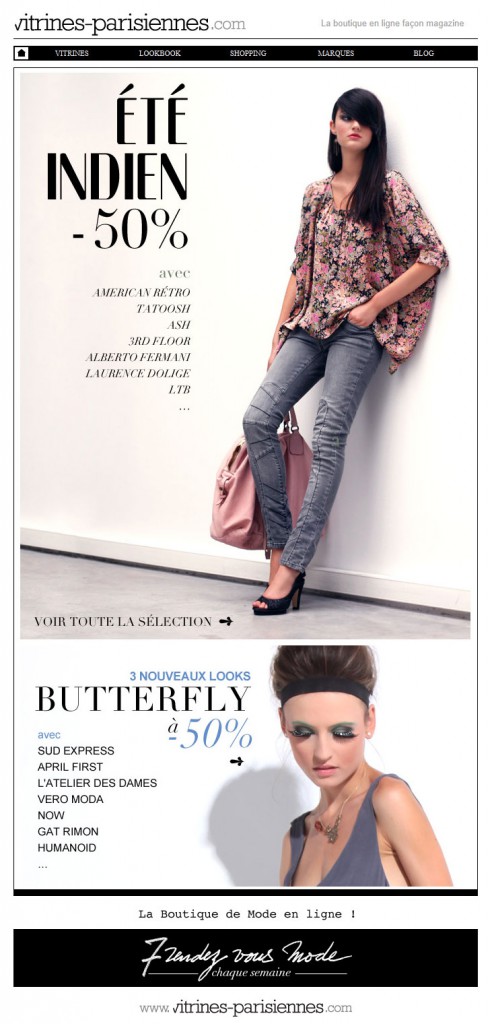 vitrines-parisiennes.com
La boutique en ligne façon magazine
VITRINES LOOKBOOK SHOPPING MARQUES BLOG
ÉTÉ
INDIEN
-50%
avec
AMERICAN RÉTRO
TATOOSH
ASH
3RD FLOOR
ALBERTO FERMANI
LAURENCE DOLIGE
LTB
...
VOIR TOUTE LA SÉLECTION
3 NOUVEAUX LOOKS
BUTTERFLY
à -50%
avec
SUD EXPRESS
APRIL FIRST
L'ATELIER DES DAMES
VERO MODA
NOW
GAT RIMON
HUMANOID
...
La Boutique de Mode en ligne !
7 rendez vous Mode
chaque semaine
www.vitrines-parisiennes.com